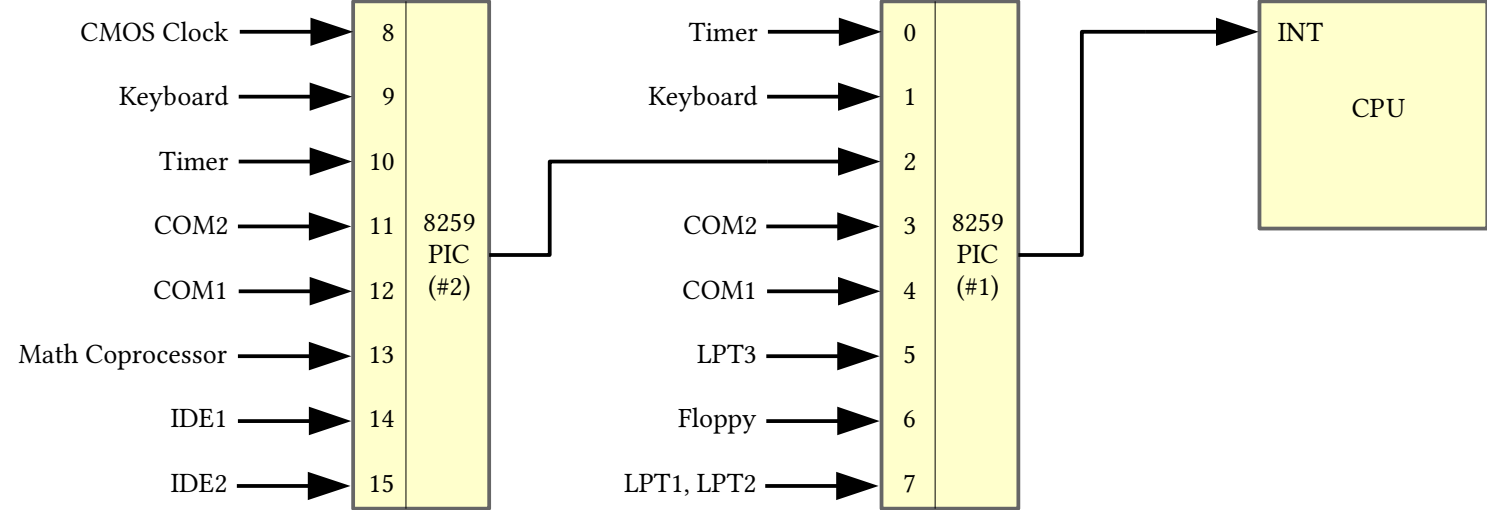 CMOS Clock
8
Keyboard
9
Timer
10
COM2
11
COM1
12
Math Coprocessor
13
IDE1
14
IDE2
15
8259
PIC
(#2)
Timer
0
Keyboard
1
2
COM2
3
COM1
4
LPT3
5
Floppy
6
LPT1, LPT2
7
8259
PIC
(#1)
INT
CPU